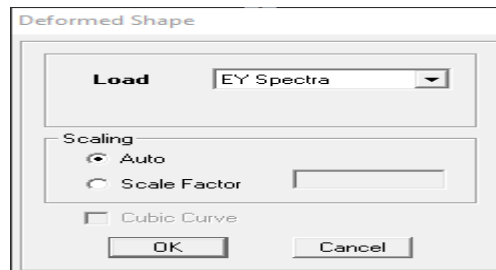 Deformed Shape
Load EY Spectra
Scaling
Auto
Scale Factor
Cubic Curve
OK Cancel